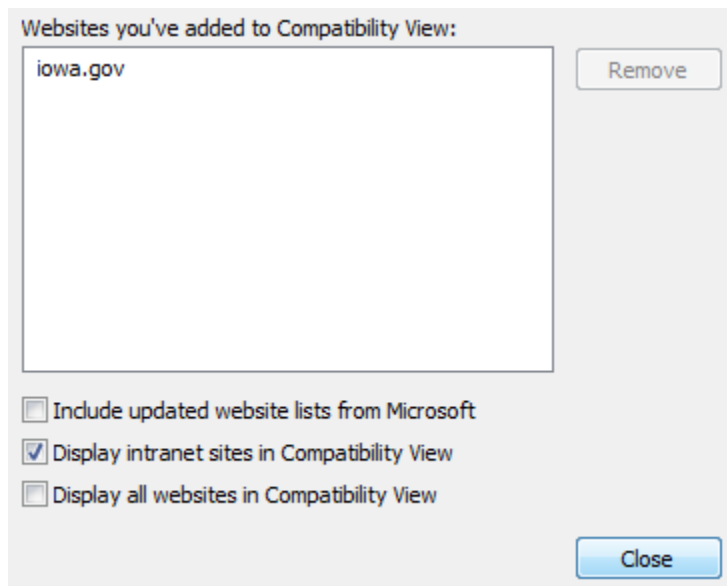 Websites you've added to Compatibility View:
iowa.gov
Remove
Include updated website lists from Microsoft
Display intranet sites in Compatibility View
Display all websites in Compatibility View
Close